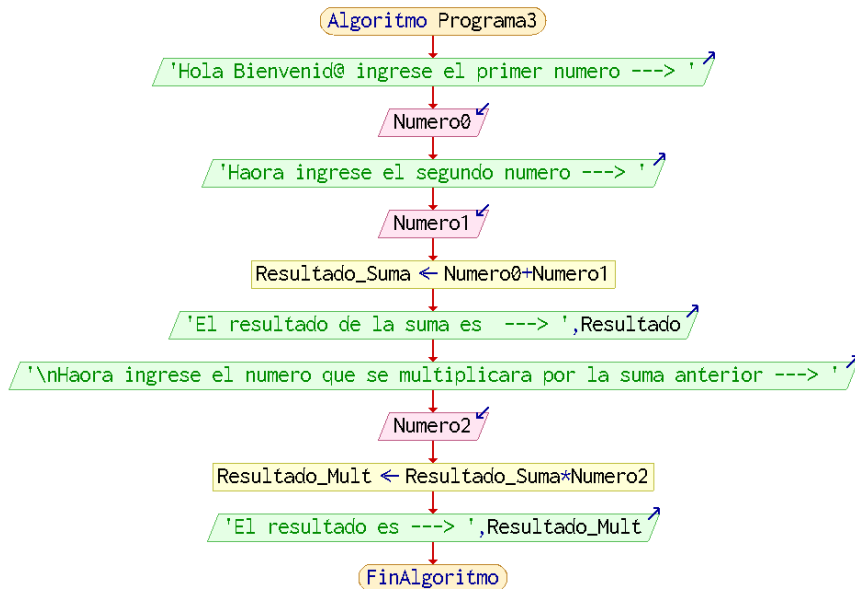 Algoritmo Programa3
'Hola Bienvenid@ ingrese el primer numero ---> '
Numero0
'Haora ingrese el segundo numero ---> '
Numero1
Resultado_Suma ← Numero0+Numero1
'El resultado de la suma es  ---> ',Resultado
'\nHaora ingrese el numero que se multiplicara por la suma anterior ---> '
Numero2
Resultado_Mult ← Resultado_Suma*Numero2
'El resultado es ---> ',Resultado_Mult
FinAlgoritmo